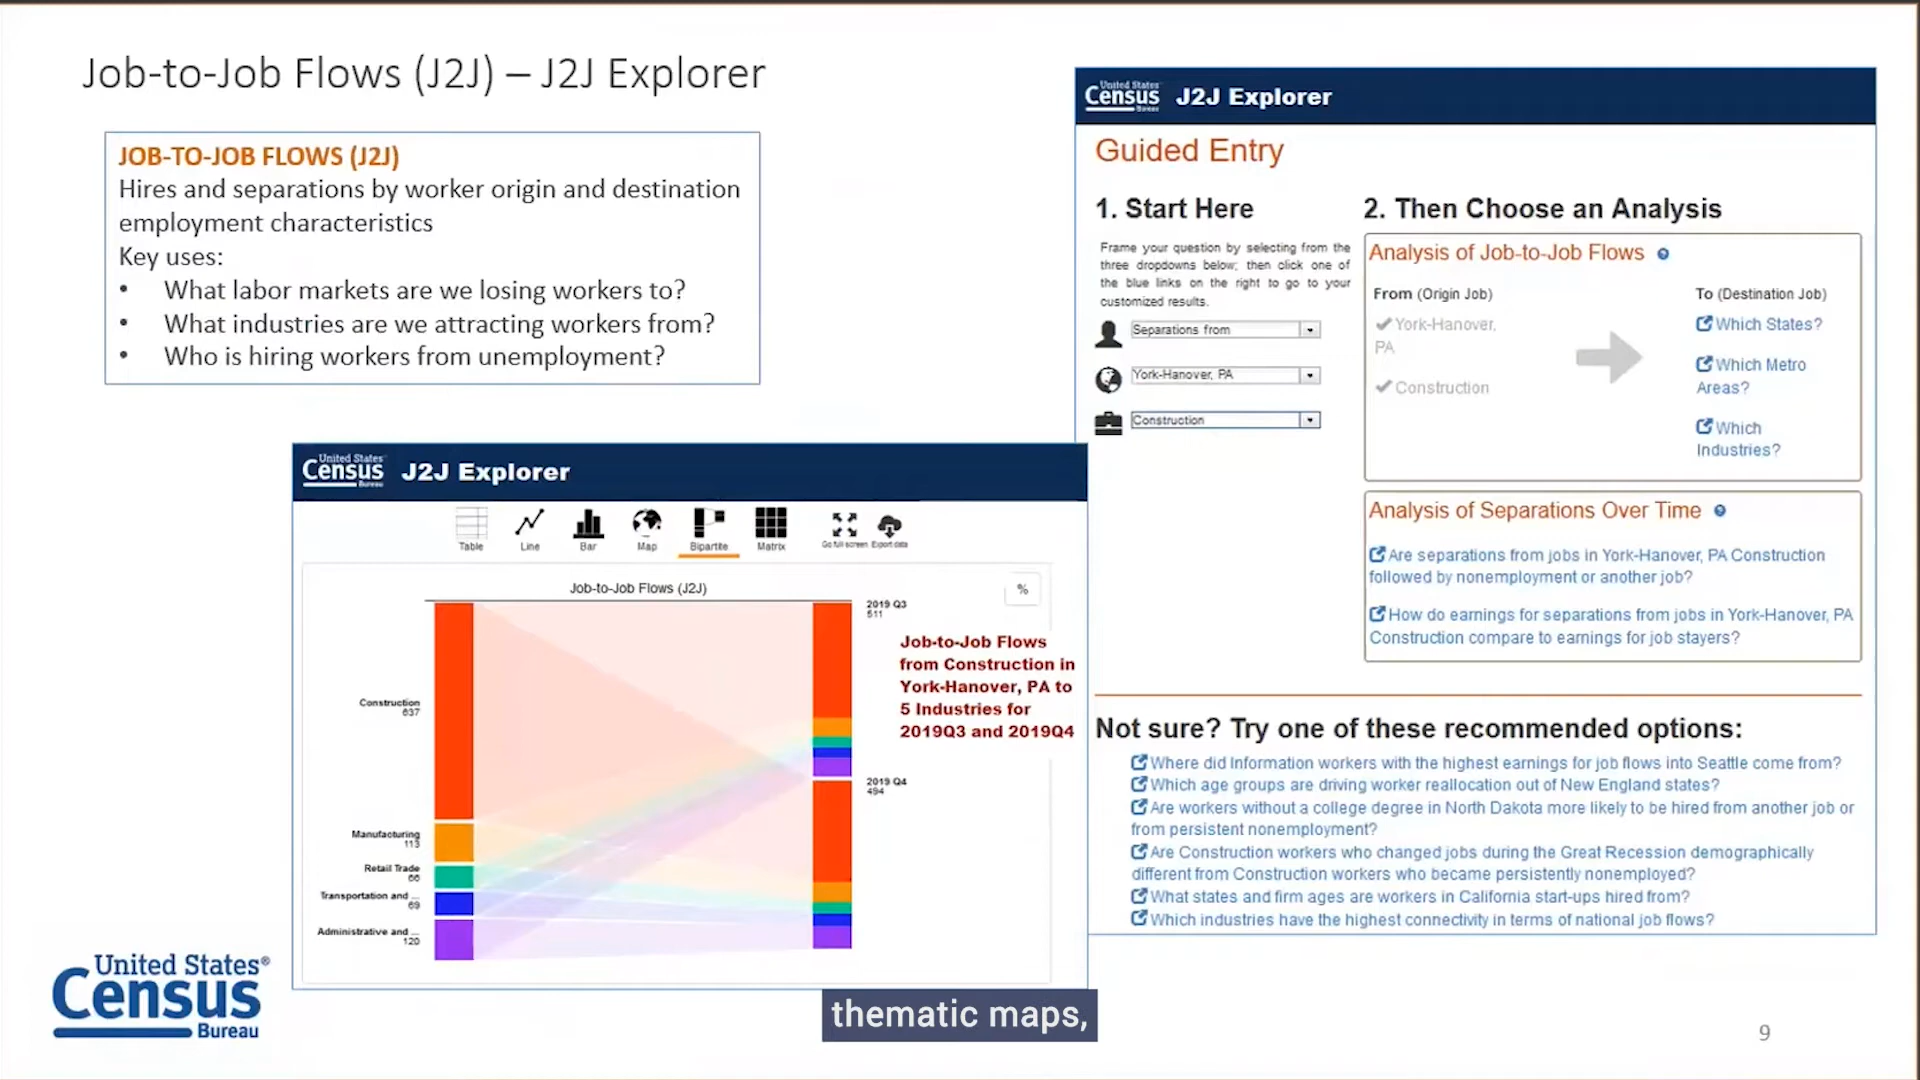 Job-to-Job Flows (J2J) – J2J Explorer
JOB-TO-JOB FLOWS (J2J)
Hires and separations by worker origin and destination
employment characteristics
Key uses:
• What labor markets are we losing workers to?
• What industries are we attracting workers from?
• Who is hiring workers from unemployment?
United States
Census
Bureau
J2J Explorer
Guided Entry
1. Start Here
Frame your question by selecting from the
three dropdowns below; then click one of
the blue links on the right to go to your
customized results.
Separations from
York-Hanover, PA
Construction
2. Then Choose an Analysis
Analysis of Job-to-Job Flows
From (Origin Job)
York-Hanover,
PA
Construction
To (Destination Job)
Which States?
Which Metro
Areas?
Which
Industries?
Analysis of Separations Over Time
Are separations from jobs in York-Hanover, PA Construction
followed by nonemployment or another job?
How do earnings for separations from jobs in York-Hanover, PA
Construction compare to earnings for job stayers?
Not sure? Try one of these recommended options:
Where did Information workers with the highest earnings for job flows into Seattle come from?
Which age groups are driving worker reallocation out of New England states?
Are workers without a college degree in North Dakota more likely to be hired from another job or
from persistent nonemployment?
Are Construction workers who changed jobs during the Great Recession demographically
different from Construction workers who became persistently nonemployed?
What states and firm ages are workers in California start-ups hired from?
Which industries have the highest connectivity in terms of national job flows?
United States
Census
Bureau
J2J Explorer
Table
Line
Bar
Map
Bipartite
Matrix
Go full screen
Export data
Job-to-Job Flows (J2J)
%
Construction
637
Manufacturing
113
Retail Trade
66
Transportation and ...
69
Administrative and ...
120
2019 Q3
511
2019 Q4
494
Job-to-Job Flows
from Construction in
York-Hanover, PA to
5 Industries for
2019Q3 and 2019Q4
United States®
Census
Bureau
thematic maps,
9